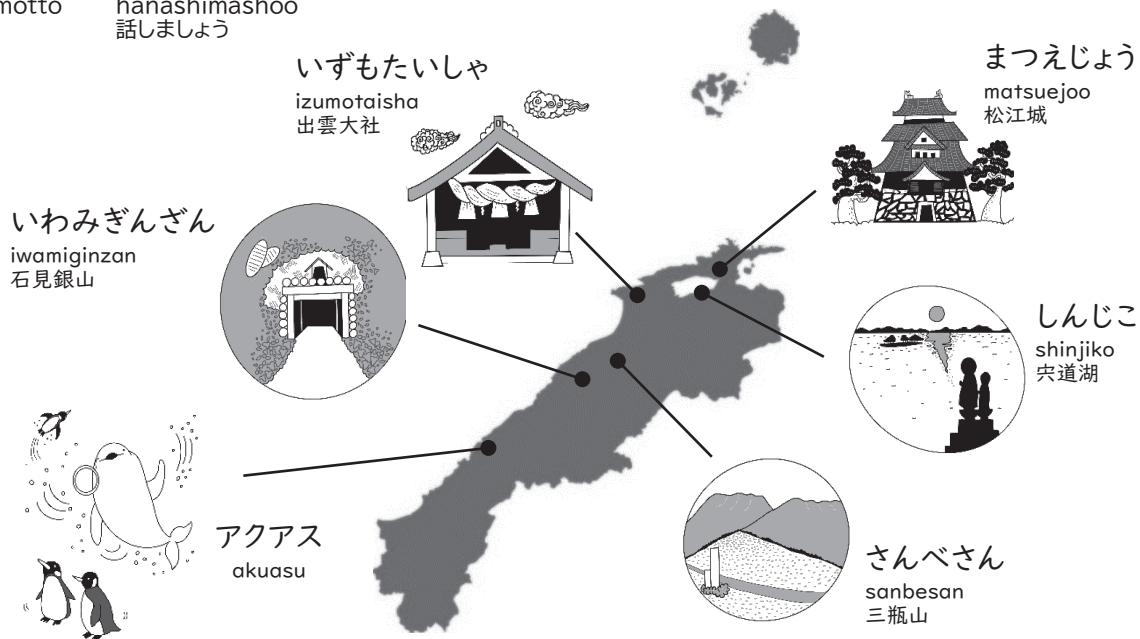 hanashimashoo
話しましょう
いずもたいしゃ
izumotaisha
出雲大社
まつえじょう
matsuejoo
松江城
いわみぎんざん
iwamiginzan
石見銀山
しんじこ
shinjiko
宍道湖
アクアス
akuasu
さんべさん
sanbesan
三瓶山